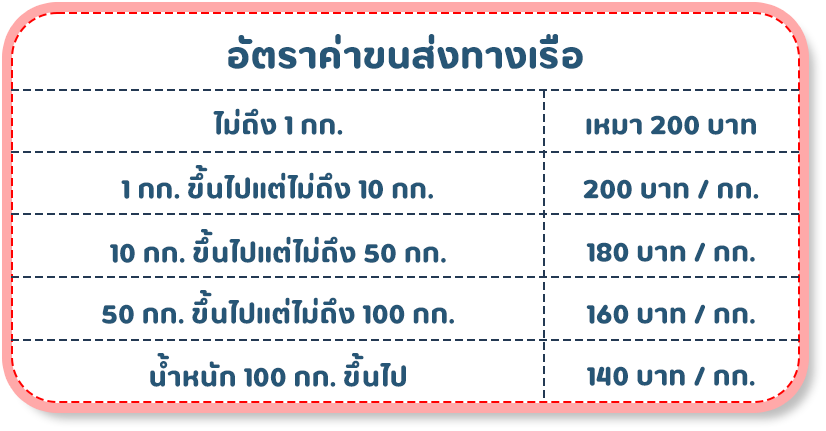 อัตราค่าขนส่งทางเรือ
ไม่ถึง 1 กก. เหมา 200 บาท
1 กก. ขึ้นไปแต่ไม่ถึง 10 กก. 200 บาท / กก.
10 กก. ขึ้นไปแต่ไม่ถึง 50 กก. 180 บาท / กก.
50 กก. ขึ้นไปแต่ไม่ถึง 100 กก. 160 บาท / กก.
น้ำหนัก 100 กก. ขึ้นไป 140 บาท / กก.